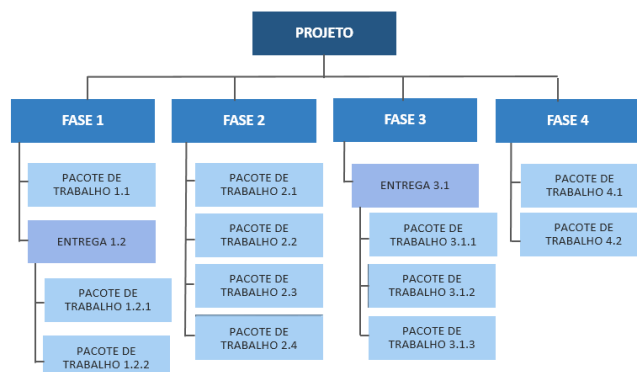 PROJETO
FASE 1
PACOTE DE
TRABALHO 1.1
ENTREGA 1.2
PACOTE DE
TRABALHO 1.2.1
PACOTE DE
TRABALHO 1.2.2
FASE 2
PACOTE DE
TRABALHO 2.1
PACOTE DE
TRABALHO 2.2
PACOTE DE
TRABALHO 2.3
PACOTE DE
TRABALHO 2.4
FASE 3
ENTREGA 3.1
PACOTE DE
TRABALHO 3.1.1
PACOTE DE
TRABALHO 3.1.2
PACOTE DE
TRABALHO 3.1.3
FASE 4
PACOTE DE
TRABALHO 4.1
PACOTE DE
TRABALHO 4.2